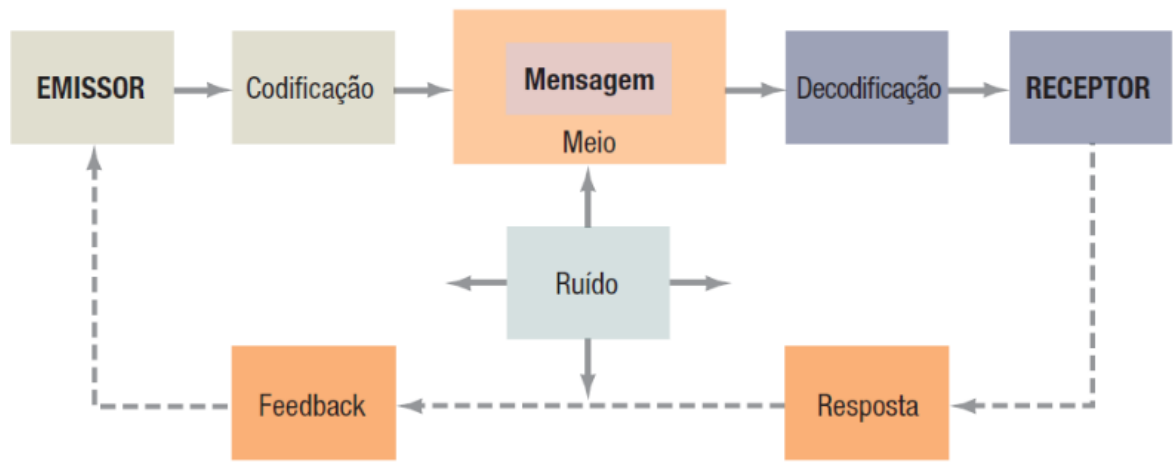 EMISSOR
Codificação
Mensagem
Meio
Decodificação
RECEPTOR
Ruído
Feedback
Resposta